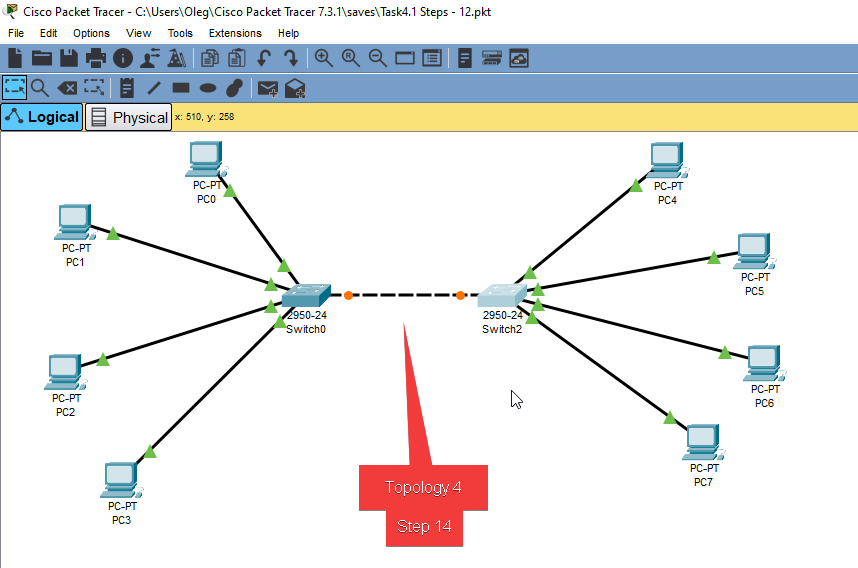 Cisco Packet Tracer - C:\Users\Oleg\Cisco Packet Tracer 7.3.1\saves\Task4.1 Steps - 12.pkt
File Edit Options View Tools Extensions Help
Logical Physical x: 510, y: 258
PC-PT
PC0
PC-PT
PC4
PC-PT
PC1
PC-PT
PC5
2950-24
Switch0
2950-24
Switch2
PC-PT
PC2
PC-PT
PC6
PC-PT
PC7
PC-PT
PC3
Topology 4
Step 14